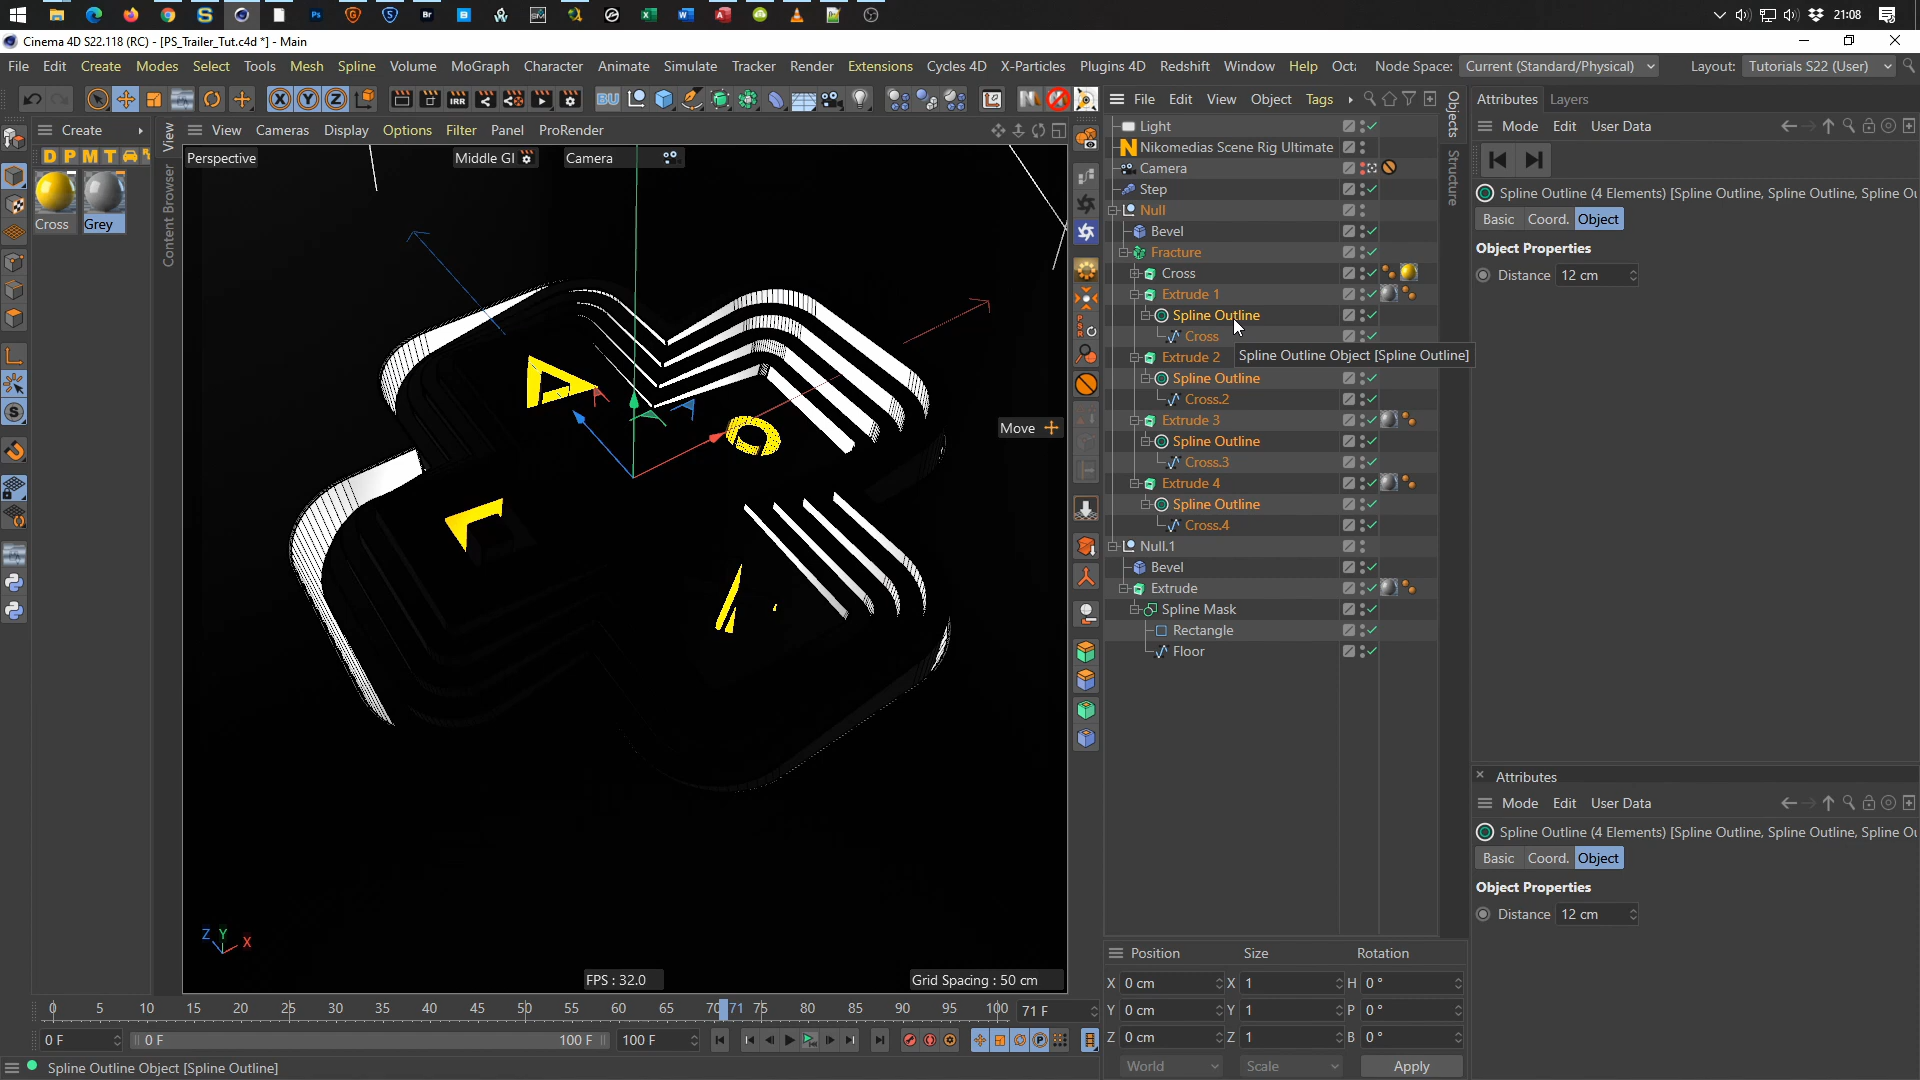 21:08
Cinema 4D S22.118 (RC) - [PS_Trailer_Tut.c4d *] - Main
File Edit Create Modes Select Tools Mesh Spline Volume MoGraph Character Animate Simulate Tracker Render Extensions Cycles 4D X-Particles Plugins 4D Redshift Window Help Octa Node Space: Current (Standard/Physical) Layout: Tutorials S22 (User)
File Edit View Object Tags
Attributes Layers
Create
View Cameras Display Options Filter Panel ProRender
Mode Edit User Data
D P M T
Perspective
Middle GI
Camera
Cross
Grey
View
Content Browser
Objects
Structure
Light
Nikomedias Scene Rig Ultimate
Camera
Step
Null
Bevel
Fracture
Cross
Extrude 1
Spline Outline
Cross
Spline Outline Object [Spline Outline]
Extrude 2
Spline Outline
Cross.2
Extrude 3
Spline Outline
Cross.3
Extrude 4
Spline Outline
Cross.4
Null.1
Bevel
Extrude
Spline Mask
Rectangle
Floor
Spline Outline (4 Elements) [Spline Outline, Spline Outline, Spline Ou
Basic Coord. Object
Object Properties
Distance 12 cm
Move
Attributes
Mode Edit User Data
Spline Outline (4 Elements) [Spline Outline, Spline Outline, Spline Ou
Basic Coord. Object
Object Properties
Distance 12 cm
Z Y X
FPS : 32.0
Grid Spacing : 50 cm
Position Size Rotation
X 0 cm X 1 H 0 °
Y 0 cm Y 1 P 0 °
Z 0 cm Z 1 B 0 °
World Scale Apply
0 5 10 15 20 25 30 35 40 45 50 55 60 65 70 71 75 80 85 90 95 100 71 F
0 F 0 F 100 F 100 F
Spline Outline Object [Spline Outline]